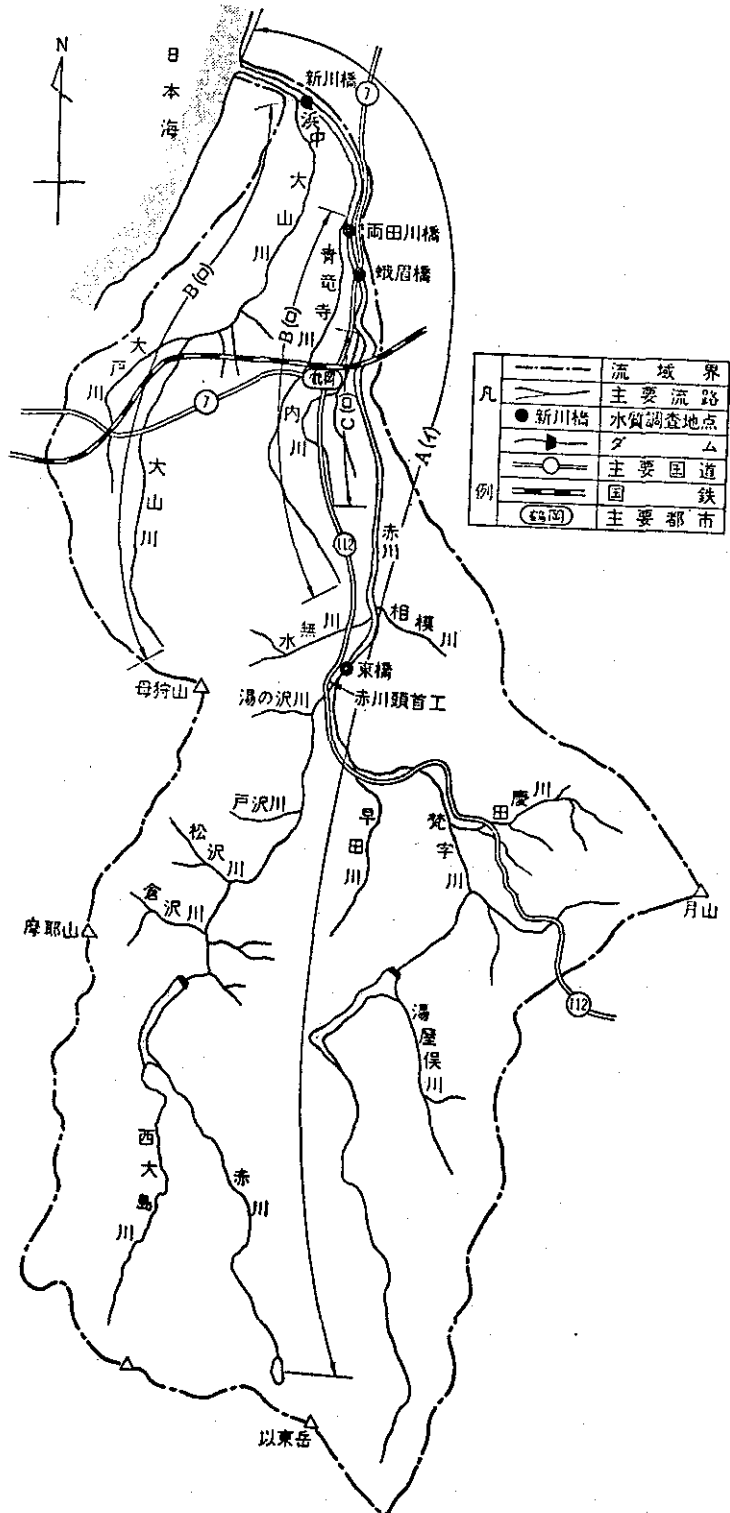 N
日本海
新川橋
浜中
7
大山川
両田川橋
蛾眉橋
青竜寺川
B(ロ)
B(ロ)
大戸川
鶴岡
7
内川
C(ロ)
A(イ)
大山川
赤川
112
水無川
相模川
東橋
母狩山
湯の沢川
赤川頭首工
戸沢川
早田川
梵字川
田慶川
松沢川
倉沢川
摩耶山
月山
112
湯屋俣川
西大鳥川
赤川
以東岳
凡例
流域界
主要流路
新川橋
水質調査地点
ダム
主要国道
国鉄
鶴岡
主要都市